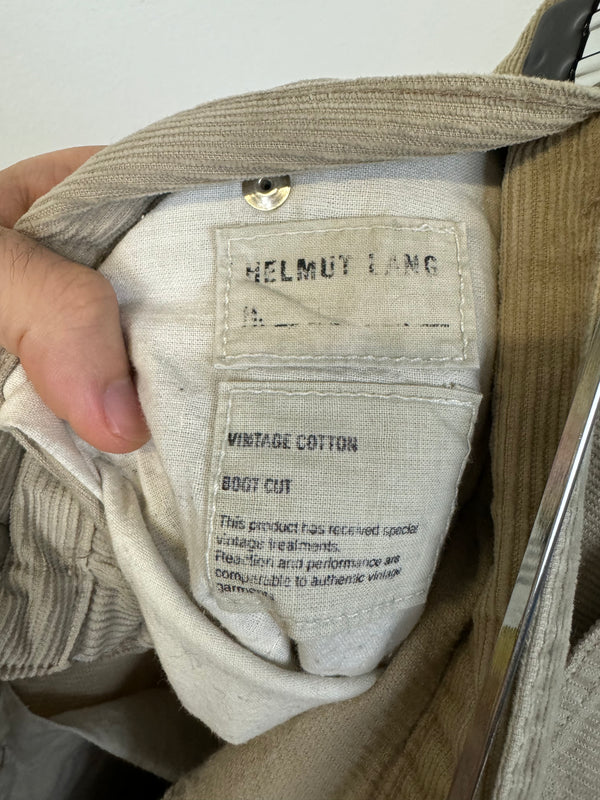 HELMUT LANG
VINTAGE COTTON
BOOT CUT
This product has received special
vintage treatments.
Reaction and performance are
comparable to authentic vintage
garments